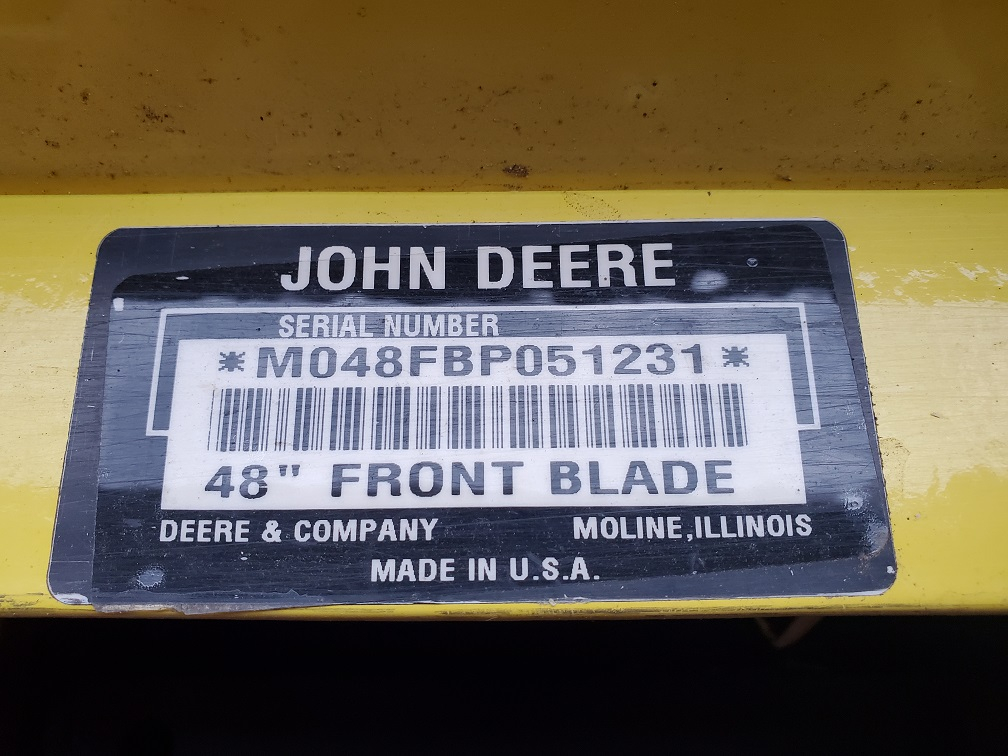 JOHN DEERE
SERIAL NUMBER
*M048FBP051231*
48" FRONT BLADE
DEERE & COMPANY MOLINE, ILLINOIS
MADE IN U.S.A.